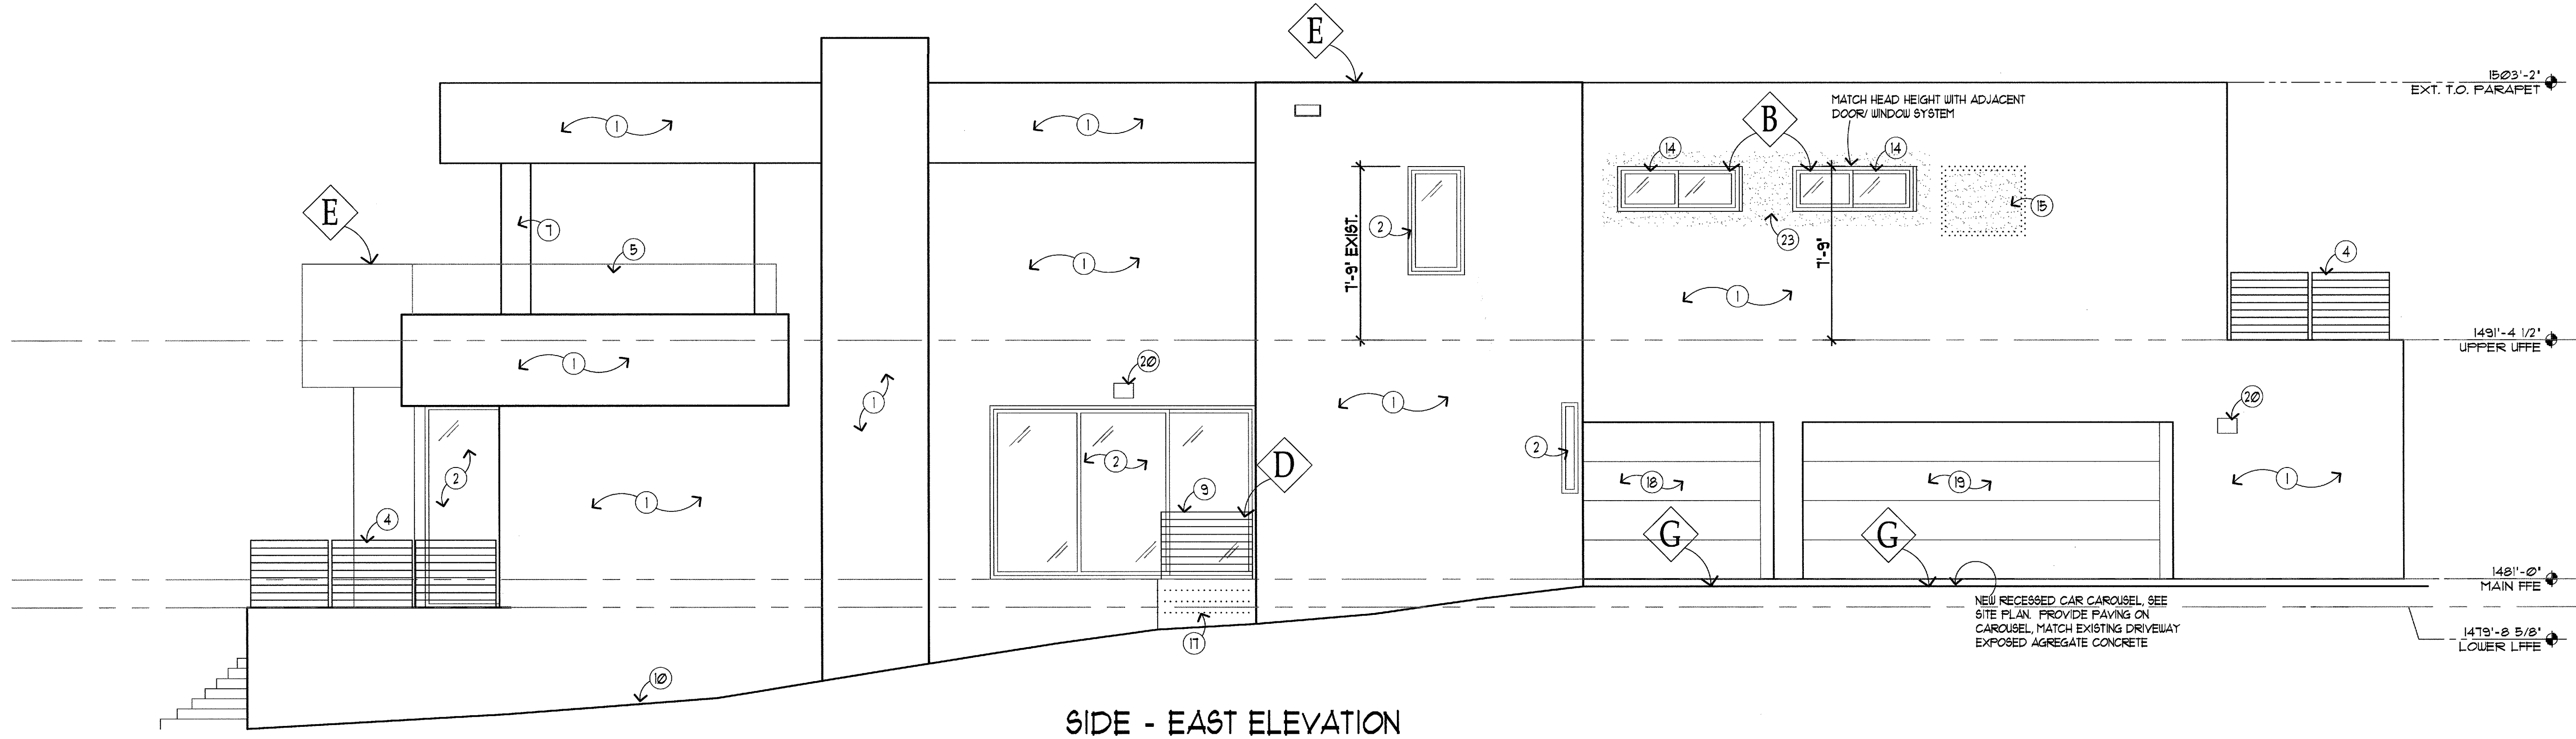 E
1503'-2"
EXT. T.O. PARAPET
MATCH HEAD HEIGHT WITH ADJACENT
DOOR/ WINDOW SYSTEM
B
1
1
14
14
E
7
5
15
2
7'-9" EXIST.
23
7'-9"
4
1
1
1491'-4 1/2"
UPPER UFFE
1
20
1
1
20
2
2
2
D
18
19
1
1
9
4
G
G
1481'-0"
MAIN FFE
NEW RECESSED CAR CAROUSEL, SEE
SITE PLAN. PROVIDE PAVING ON
CAROUSEL, MATCH EXISTING DRIVEWAY
EXPOSED AGREGATE CONCRETE
1479'-8 5/8"
LOWER LFFE
17
10
SIDE - EAST ELEVATION